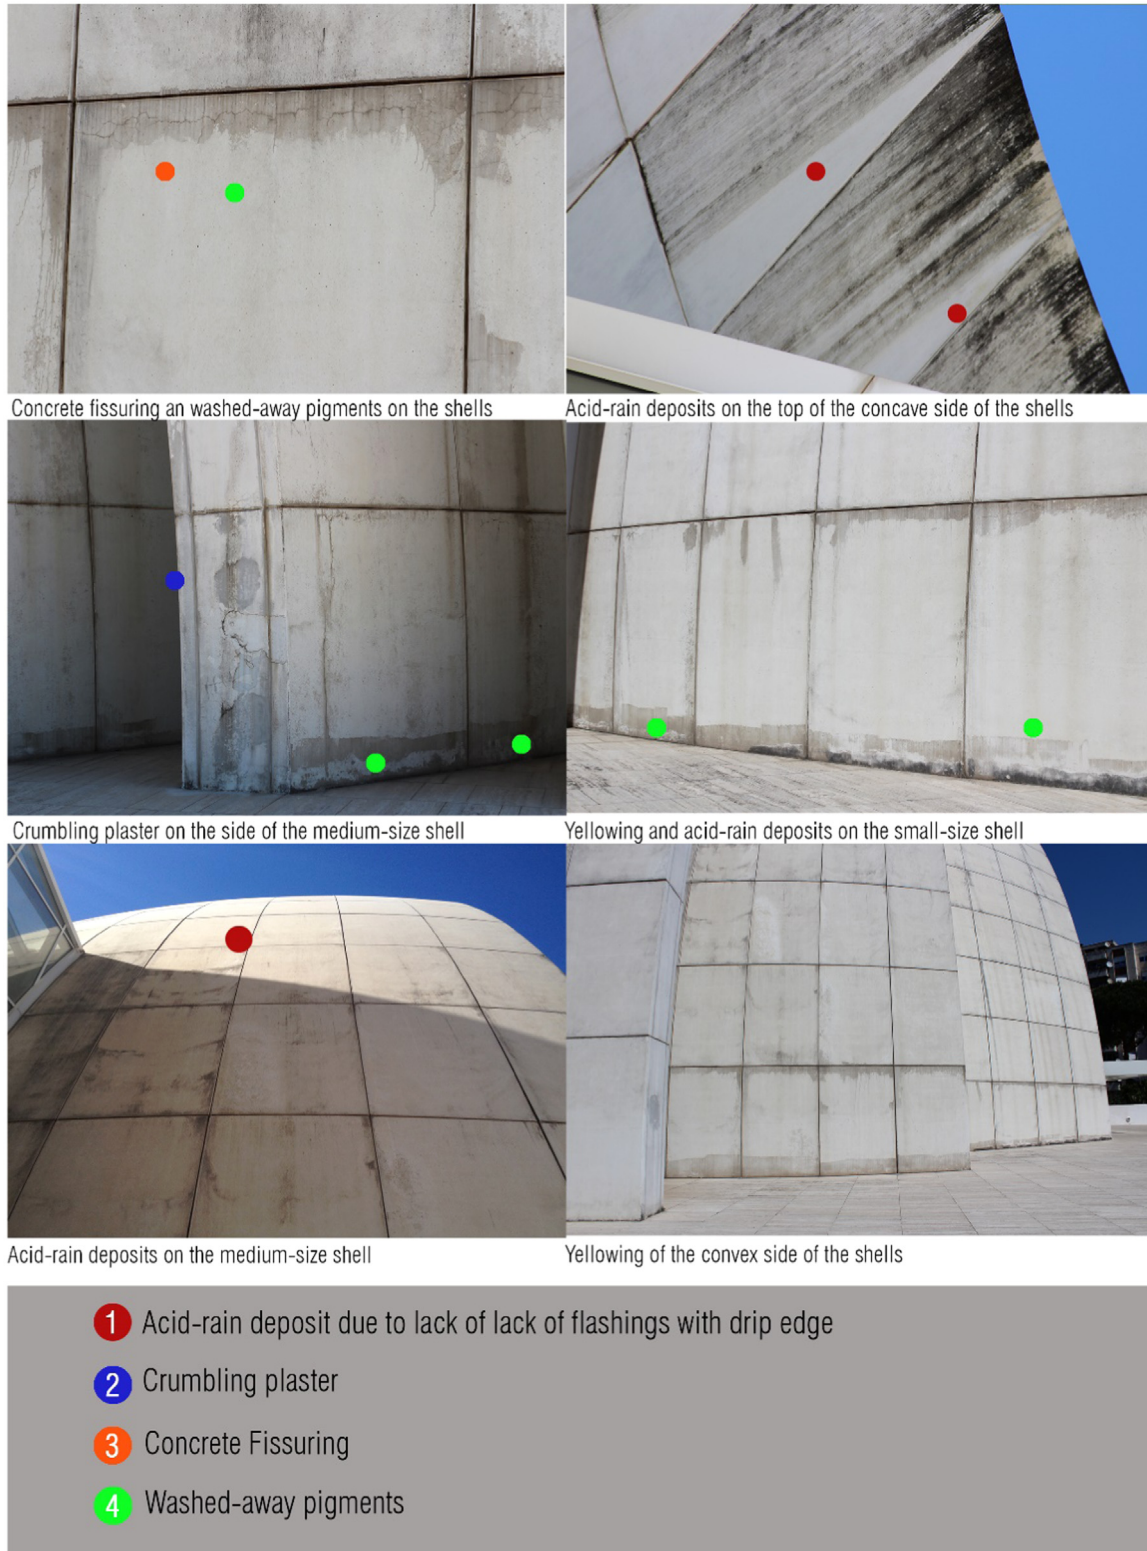 Concrete fissuring an washed-away pigments on the shells
Acid-rain deposits on the top of the concave side of the shells
Crumbling plaster on the side of the medium-size shell
Yellowing and acid-rain deposits on the small-size shell
Acid-rain deposits on the medium-size shell
Yellowing of the convex side of the shells
1 Acid-rain deposit due to lack of lack of flashings with drip edge
2 Crumbling plaster
3 Concrete Fissuring
4 Washed-away pigments